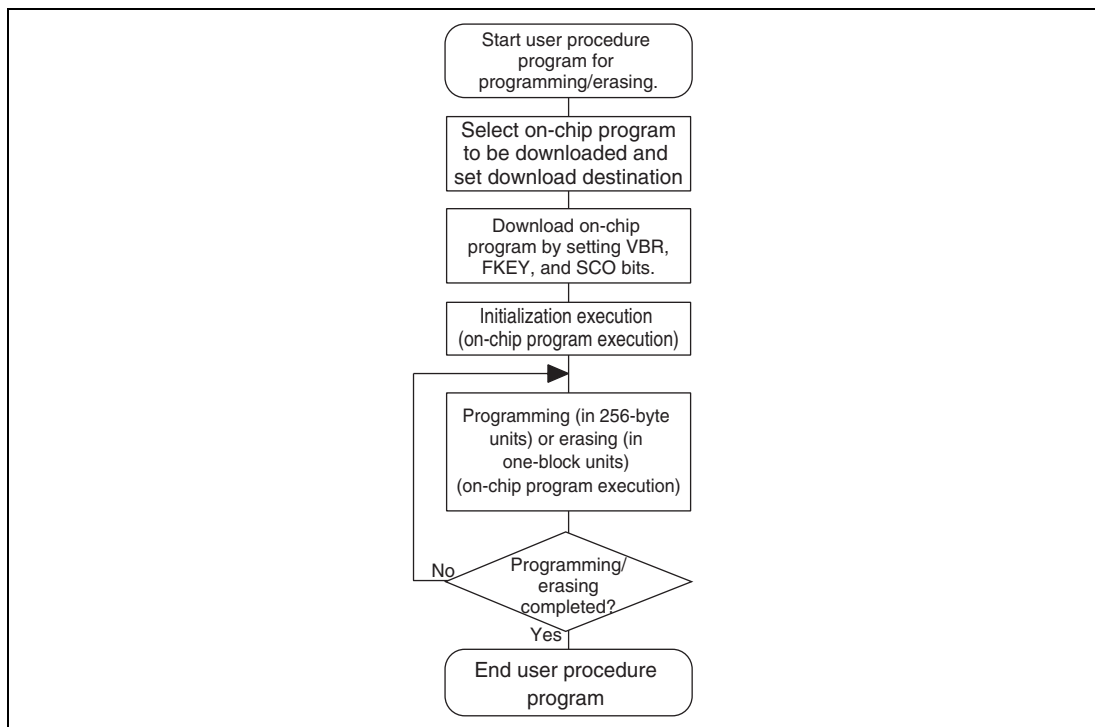 Start user procedure
program for
programming/erasing.
Select on-chip program
to be downloaded and
set download destination
Download on-chip
program by setting VBR,
FKEY, and SCO bits.
Initialization execution
(on-chip program execution)
Programming (in 256-byte
units) or erasing (in
one-block units)
(on-chip program execution)
No
Programming/
erasing
completed?
Yes
End user procedure
program